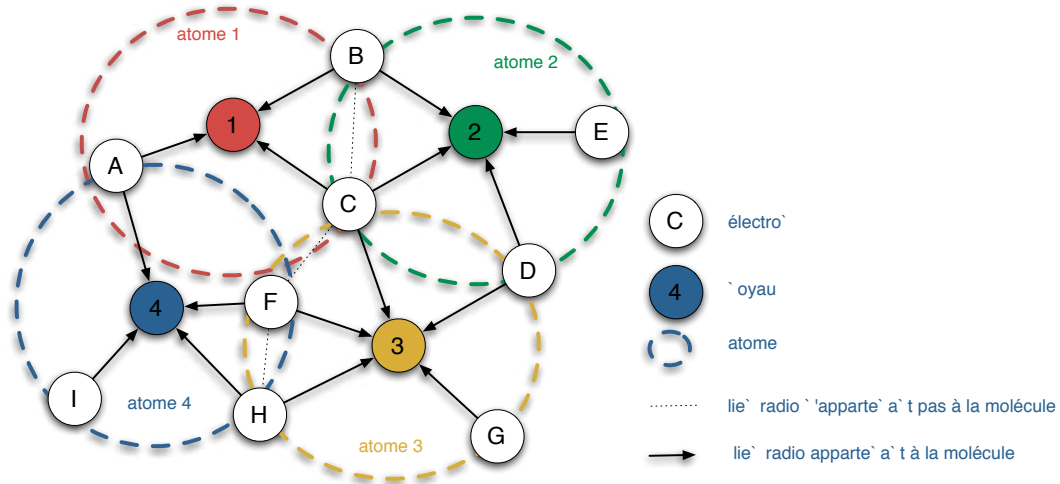 atome 1
B
atome 2
1
2
E
A
C
D
F
4
3
I
atome 4
H
atome 3
G
C
électro`
4
` oyau
atome
lie` radio ` 'apparte` a` t pas à la molécule
lie` radio apparte` a` t à la molécule